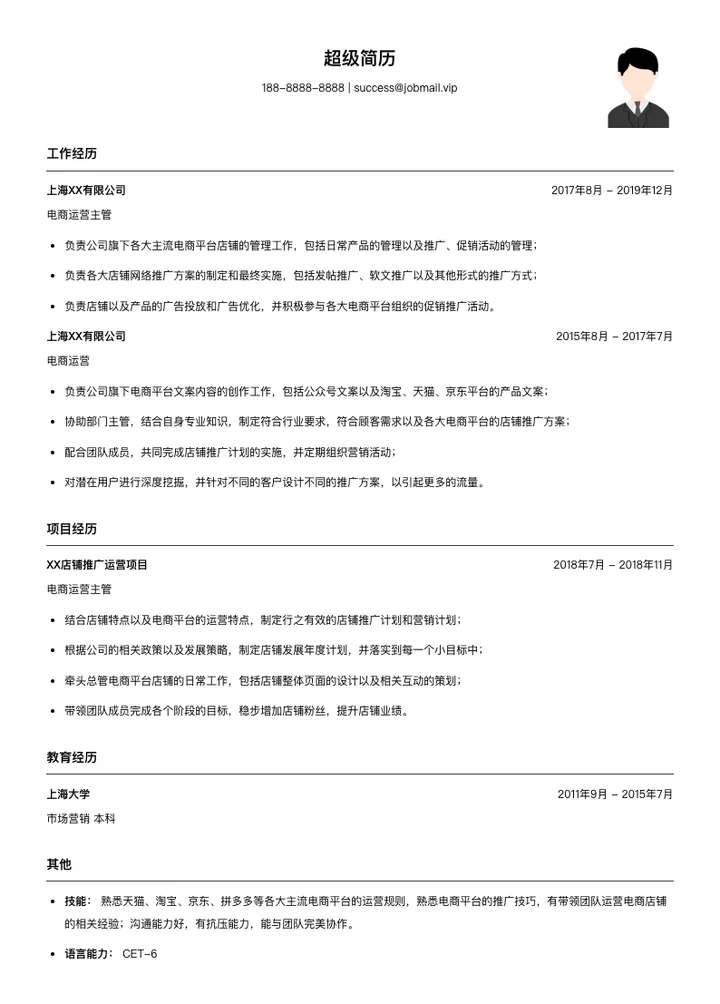 超级简历
188-8888-8888 | success@jobmail.vip
工作经历
上海XX有限公司 2017年8月 – 2019年12月
电商运营主管
• 负责公司旗下各大主流电商平台店铺的管理工作，包括日常产品的管理以及推广、促销活动的管理；
• 负责各大店铺网络推广方案的制定和最终实施，包括发帖推广、软文推广以及其他形式的推广方式；
• 负责店铺以及产品的广告投放和广告优化，并积极参与各大电商平台组织的促销推广活动。
上海XX有限公司 2015年8月 – 2017年7月
电商运营
• 负责公司旗下电商平台文案内容的创作工作，包括公众号文案以及淘宝、天猫、京东平台的产品文案；
• 协助部门主管，结合自身专业知识，制定符合行业要求，符合顾客需求以及各大电商平台的店铺推广方案；
• 配合团队成员，共同完成店铺推广计划的实施，并定期组织营销活动；
• 对潜在用户进行深度挖掘，并针对不同的客户设计不同的推广方案，以引起更多的流量。
项目经历
XX店铺推广运营项目 2018年7月 – 2018年11月
电商运营主管
• 结合店铺特点以及电商平台的运营特点，制定行之有效的店铺推广计划和营销计划；
• 根据公司的相关政策以及发展策略，制定店铺发展年度计划，并落实到每一个小目标中；
• 牵头总管电商平台店铺的日常工作，包括店铺整体页面的设计以及相关互动的策划；
• 带领团队成员完成各个阶段的目标，稳步增加店铺粉丝，提升店铺业绩。
教育经历
上海大学 2011年9月 – 2015年7月
市场营销 本科
其他
• 技能： 熟悉天猫、淘宝、京东、拼多多等各大主流电商平台的运营规则，熟悉电商平台的推广技巧，有带领团队运营电商店铺
的相关经验；沟通能力好，有抗压能力，能与团队完美协作。
• 语言能力： CET-6